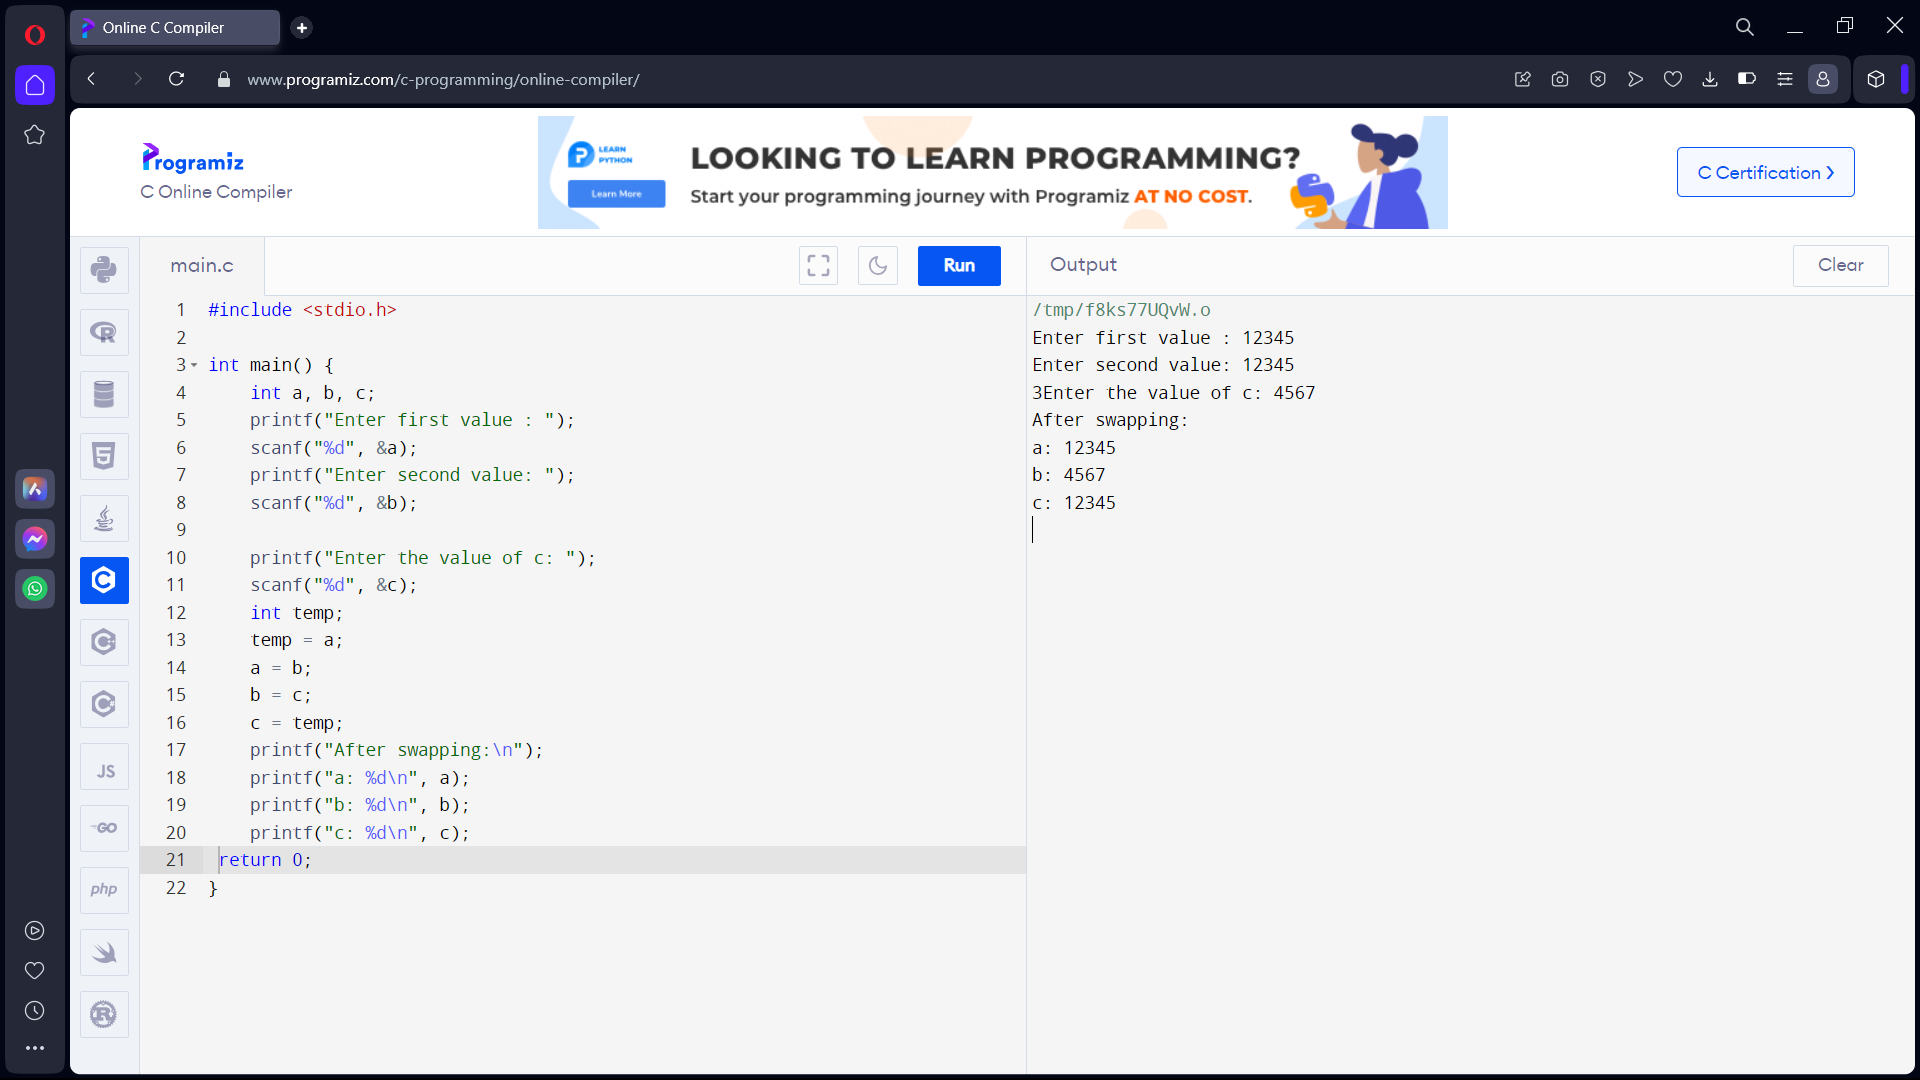 Online C Compiler
www.programiz.com/c-programming/online-compiler/
Programiz
C Online Compiler
LEARN
PYTHON
Learn More
LOOKING TO LEARN PROGRAMMING?
Start your programming journey with Programiz AT NO COST.
C Certification
main.c
Run
Output
Clear
1 #include <stdio.h>
2
3 int main() {
4     int a, b, c;
5     printf("Enter first value : ");
6     scanf("%d", &a);
7     printf("Enter second value: ");
8     scanf("%d", &b);
9
10     printf("Enter the value of c: ");
11     scanf("%d", &c);
12     int temp;
13     temp = a;
14     a = b;
15     b = c;
16     c = temp;
17     printf("After swapping:\n");
18     printf("a: %d\n", a);
19     printf("b: %d\n", b);
20     printf("c: %d\n", c);
21  return 0;
22 }
/tmp/f8ks77UQvW.o
Enter first value : 12345
Enter second value: 12345
3Enter the value of c: 4567
After swapping:
a: 12345
b: 4567
c: 12345
R
5
C
C
C
JS
GO
php
R